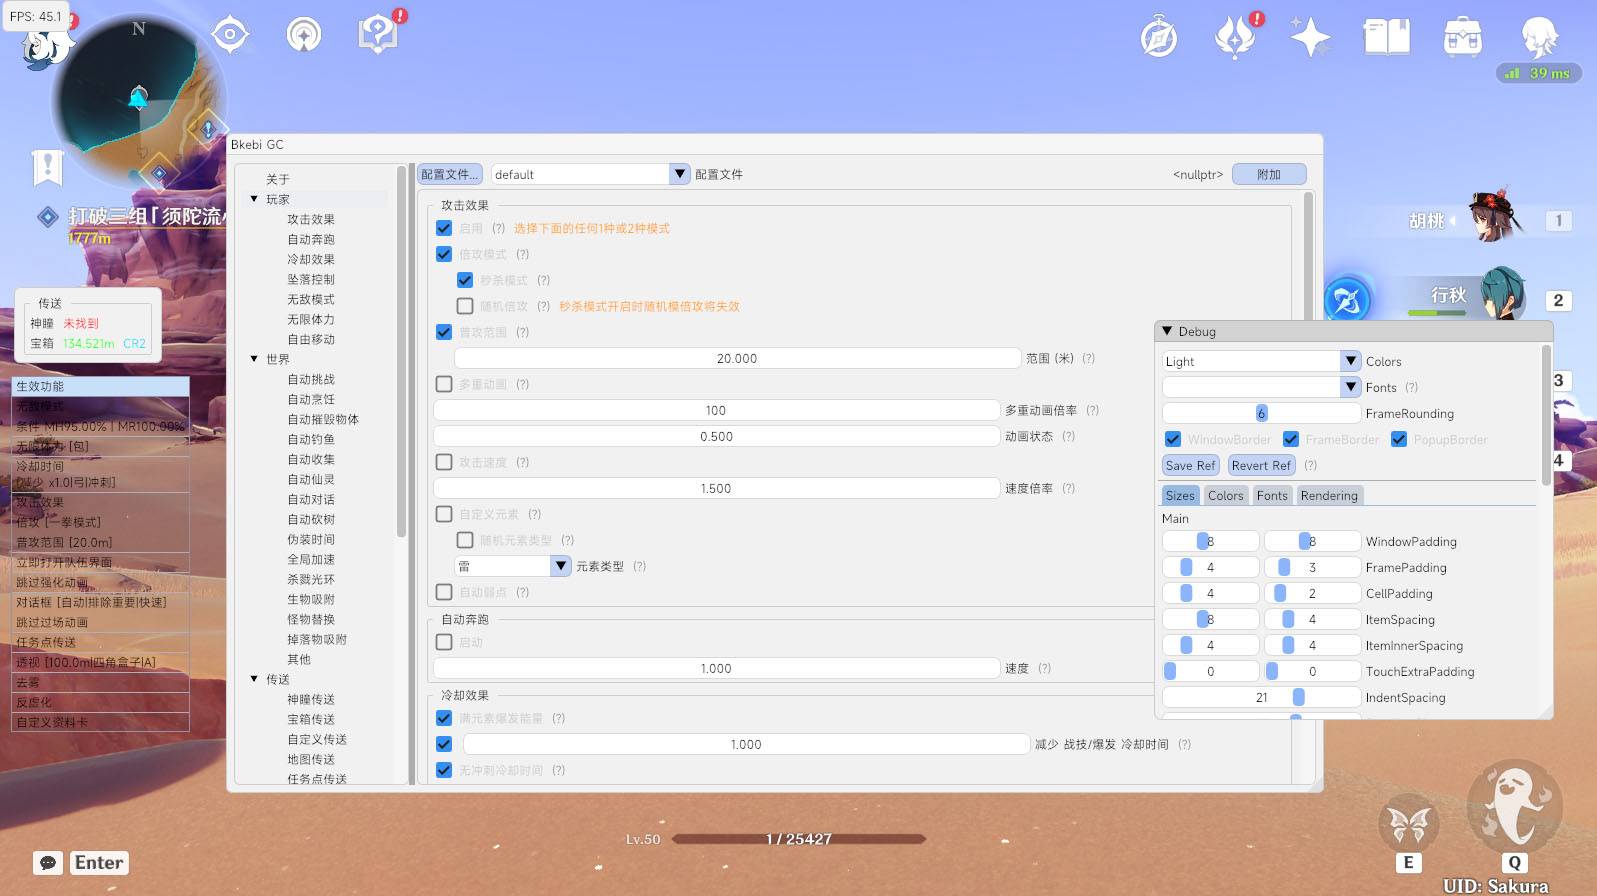 FPS: 45.1
N
39 ms
打破三组「须陀流
1777m
传送
神瞳 未找到
宝箱 134.521m CR2
生效功能
无敌模式
条件 MH95.00% | MR100.00%
无限体力 [包]
冷却时间
[减少 x1.0|弓|冲刺]
攻击效果
倍攻 [一拳模式]
普攻范围 [20.0m]
立即打开队伍界面
跳过强化动画
对话框 [自动|排除重要|快速]
跳过过场动画
任务点传送
透视 [100.0m|四角盒子|A]
去雾
反虚化
自定义资料卡
Bkebi GC
关于
玩家
攻击效果
自动奔跑
冷却效果
坠落控制
无敌模式
无限体力
自由移动
世界
自动挑战
自动烹饪
自动摧毁物体
自动钓鱼
自动收集
自动仙灵
自动对话
自动砍树
伪装时间
全局加速
杀戮光环
生物吸附
怪物替换
掉落物吸附
其他
传送
神瞳传送
宝箱传送
自定义传送
地图传送
任务点传送
配置文件... default 配置文件 <nullptr> 附加
攻击效果
启用 (?) 选择下面的任何1种或2种模式
倍攻模式 (?)
秒杀模式 (?)
随机倍攻 (?) 秒杀模式开启时随机模倍攻将失效
普攻范围 (?)
20.000 范围 (米) (?)
多重动画 (?)
100 多重动画倍率 (?)
0.500 动画状态 (?)
攻击速度 (?)
1.500 速度倍率 (?)
自定义元素 (?)
随机元素类型 (?)
雷 元素类型 (?)
自动弱点 (?)
自动奔跑
启动
1.000 速度 (?)
冷却效果
满元素爆发能量 (?)
1.000 减少 战技/爆发 冷却时间 (?)
无冲刺冷却时间 (?)
胡桃 1
行秋 2
3
4
Debug
Light Colors
Fonts (?)
6 FrameRounding
WindowBorder FrameBorder PopupBorder
Save Ref Revert Ref (?)
Sizes Colors Fonts Rendering
Main
8 8 WindowPadding
4 3 FramePadding
4 2 CellPadding
8 4 ItemSpacing
4 4 ItemInnerSpacing
0 0 TouchExtraPadding
21 IndentSpacing
Lv.50 1 / 25427
Enter
E
Q
UID: Sakura